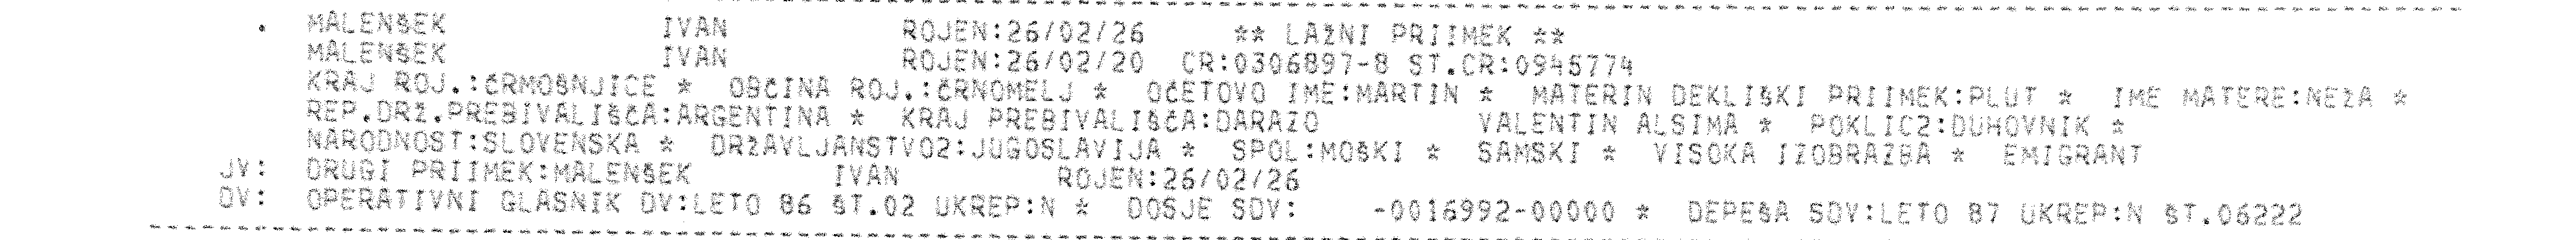 . MALENŠEK IVAN ROJEN:26/02/26 ** LAŽNI PRIIMEK **
MALENŠEK IVAN ROJEN:26/02/20 CR:0306897-8 ST.CR:0945774
KRAJ ROJ.:ČRMOŠNJICE * OBČINA ROJ.:ČRNOMELJ * OČETOVO IME:MARTIN * MATERIN DEKLIŠKI PRIIMEK:PLUT * IME MATERE:NEŽA *
REP.DRŽ.PREBIVALIŠČA:ARGENTINA * KRAJ PREBIVALIŠČA:DARAZO VALENTIN ALSIMA * POKLIC2:DUHOVNIK *
NARODNOST:SLOVENSKA * DRŽAVLJANSTVO2:JUGOSLAVIJA * SPOL:MOŠKI * SAMSKI * VISOKA IZOBRAZBA * EMIGRANT
JV: DRUGI PRIIMEK:MALENŠEK IVAN ROJEN:26/02/26
DV: OPERATIVNI GLASNIK DV:LETO 86 ŠT.02 UKREP:N * DOSJE SDV: -0016992-00000 * DEPEŠA SDV:LETO 87 UKREP:N ŠT.06222